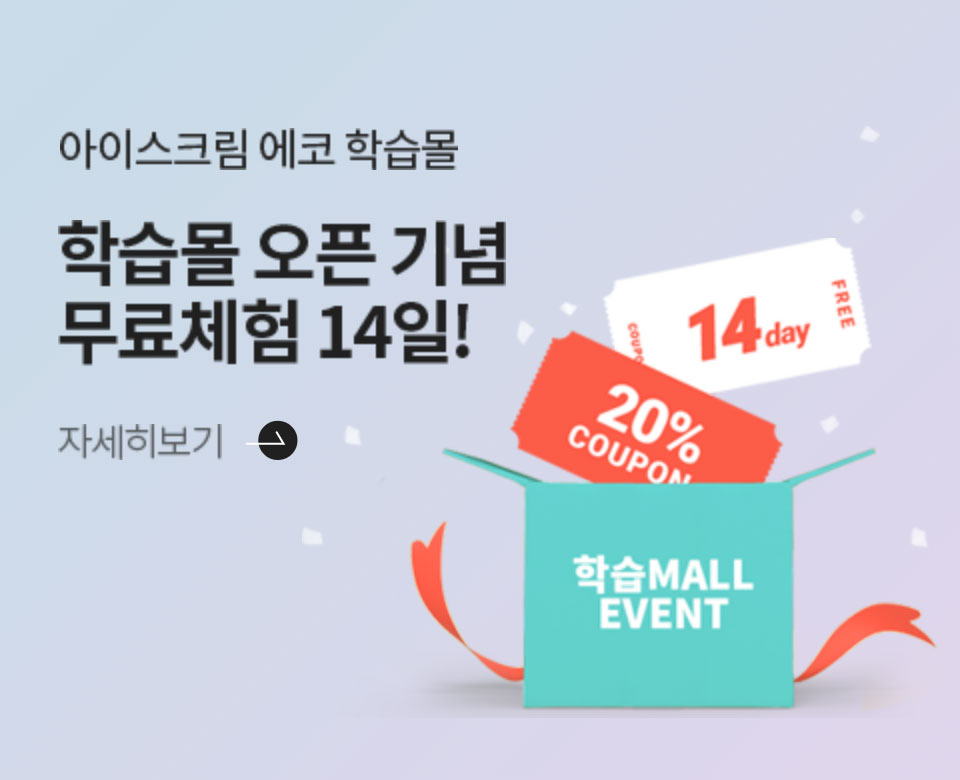 아이스크림 에코 학습몰
학습몰 오픈 기념
무료체험 14일!
자세히보기
14day
FREE
20%
COUPON
학습MALL
EVENT